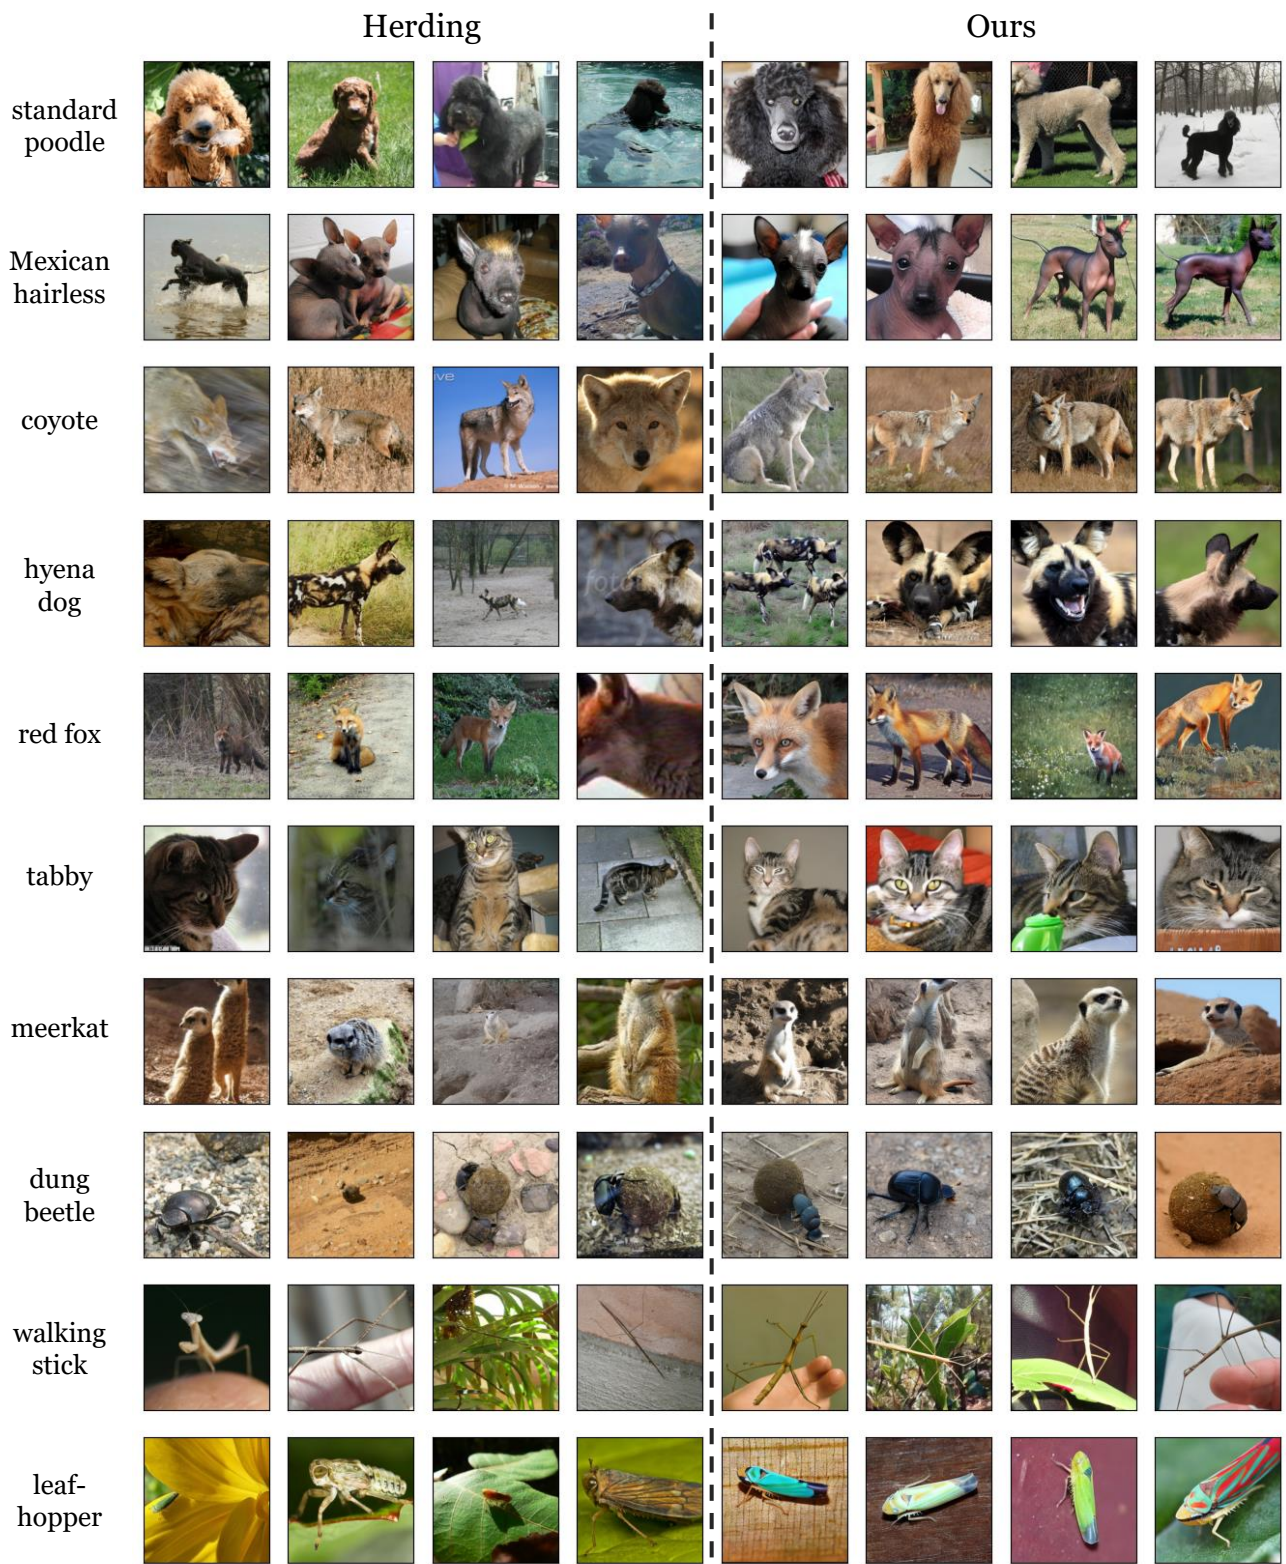 Herding
Ours
standard
poodle
Mexican
hairless
coyote
ive
hyena
dog
red fox
tabby
meerkat
dung
beetle
walking
stick
leaf-
hopper